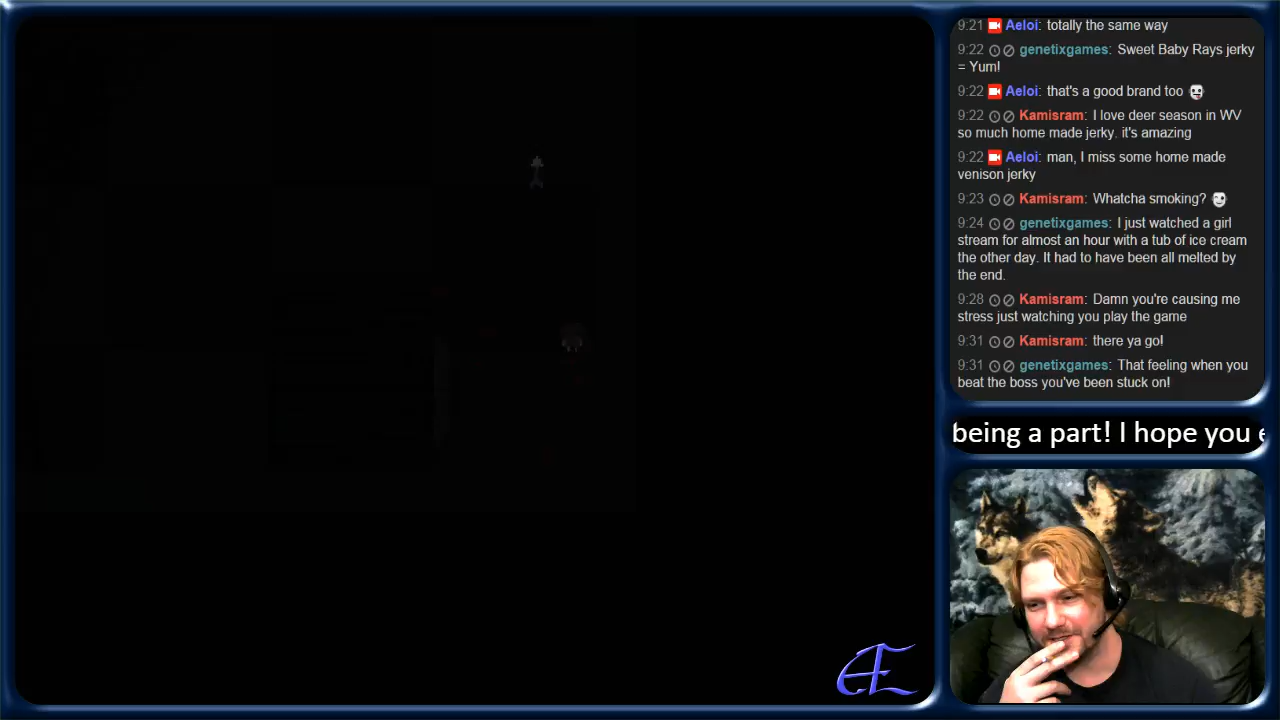 9:21 Aeloi: totally the same way
9:22 genetixgames: Sweet Baby Rays jerky
= Yum!
9:22 Aeloi: that's a good brand too
9:22 Kamisram: I love deer season in WV
so much home made jerky. it's amazing
9:22 Aeloi: man, I miss some home made
venison jerky
9:23 Kamisram: Whatcha smoking?
9:24 genetixgames: I just watched a girl
stream for almost an hour with a tub of ice cream
the other day. It had to have been all melted by
the end.
9:28 Kamisram: Damn you're causing me
stress just watching you play the game
9:31 Kamisram: there ya go!
9:31 genetixgames: That feeling when you
beat the boss you've been stuck on!
being a part! I hope you